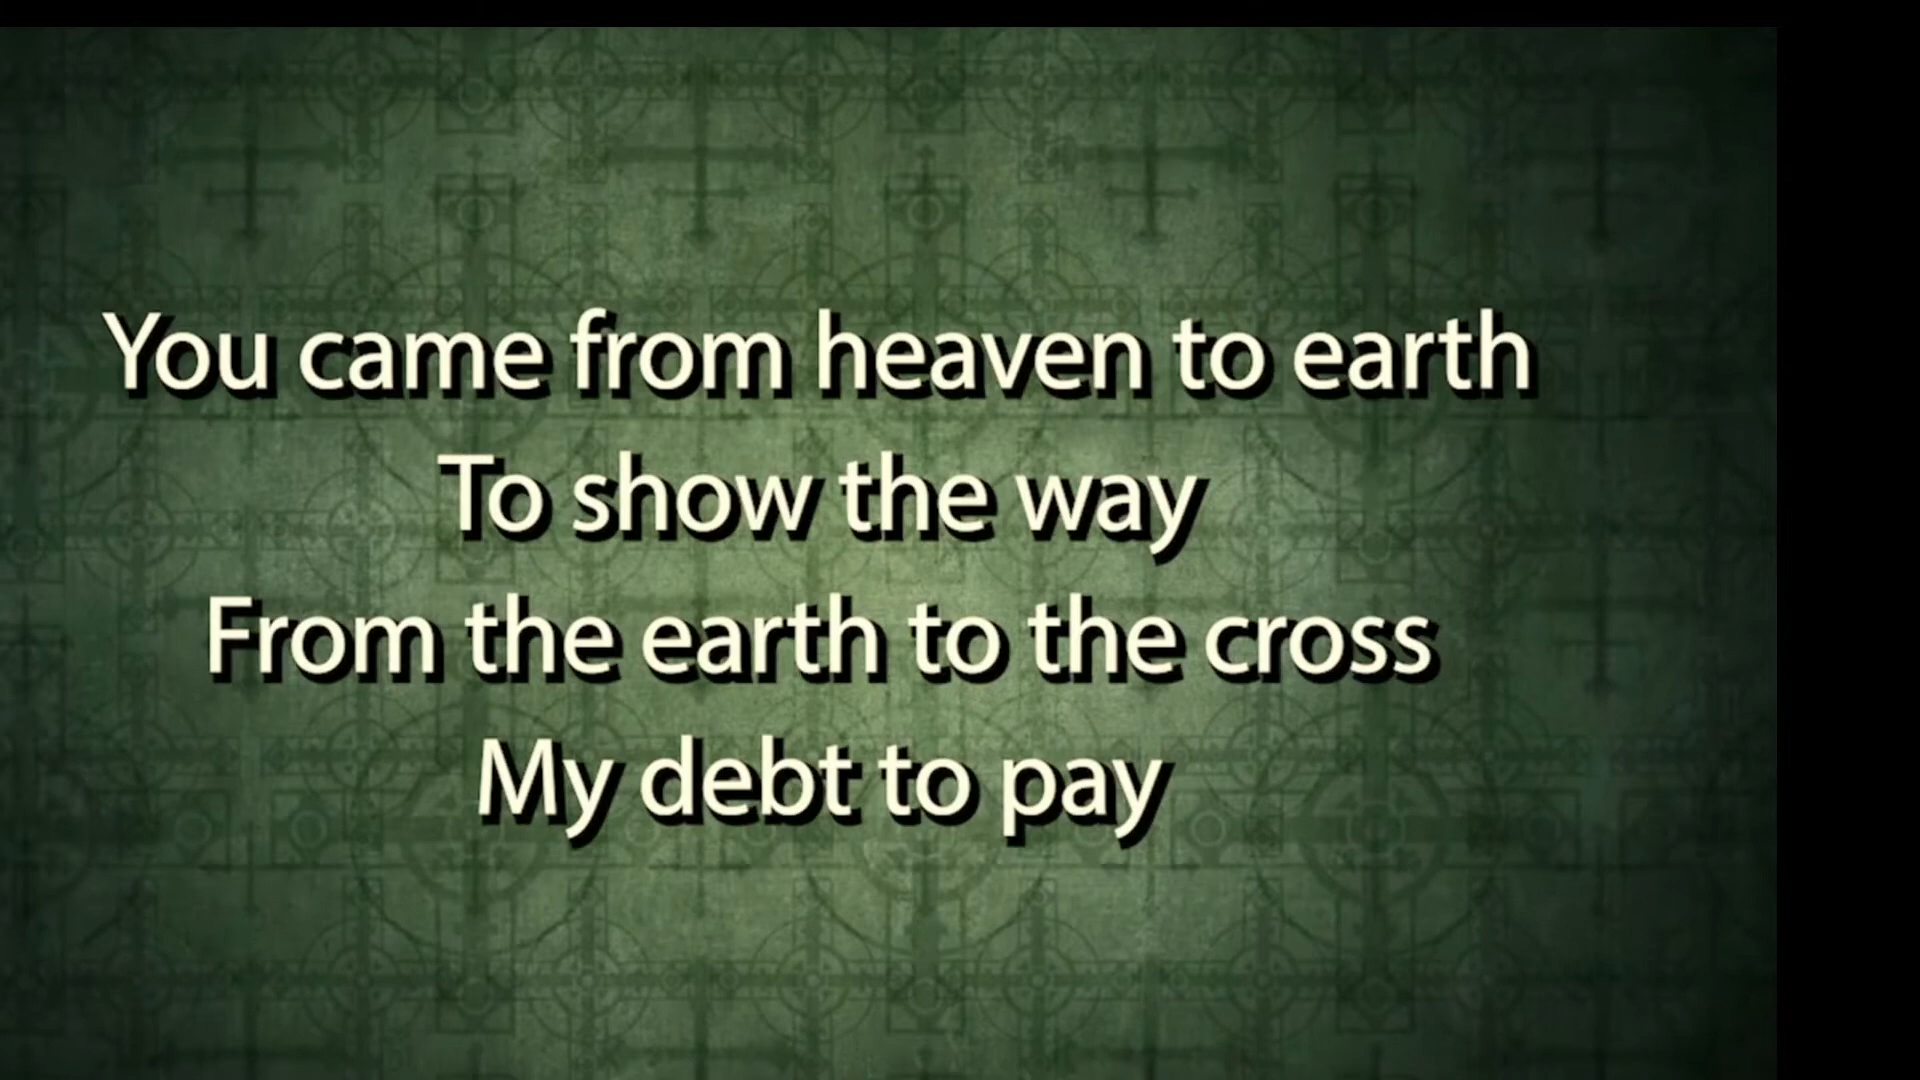 You came from heaven to earth
To show the way
From the earth to the cross
My debt to pay